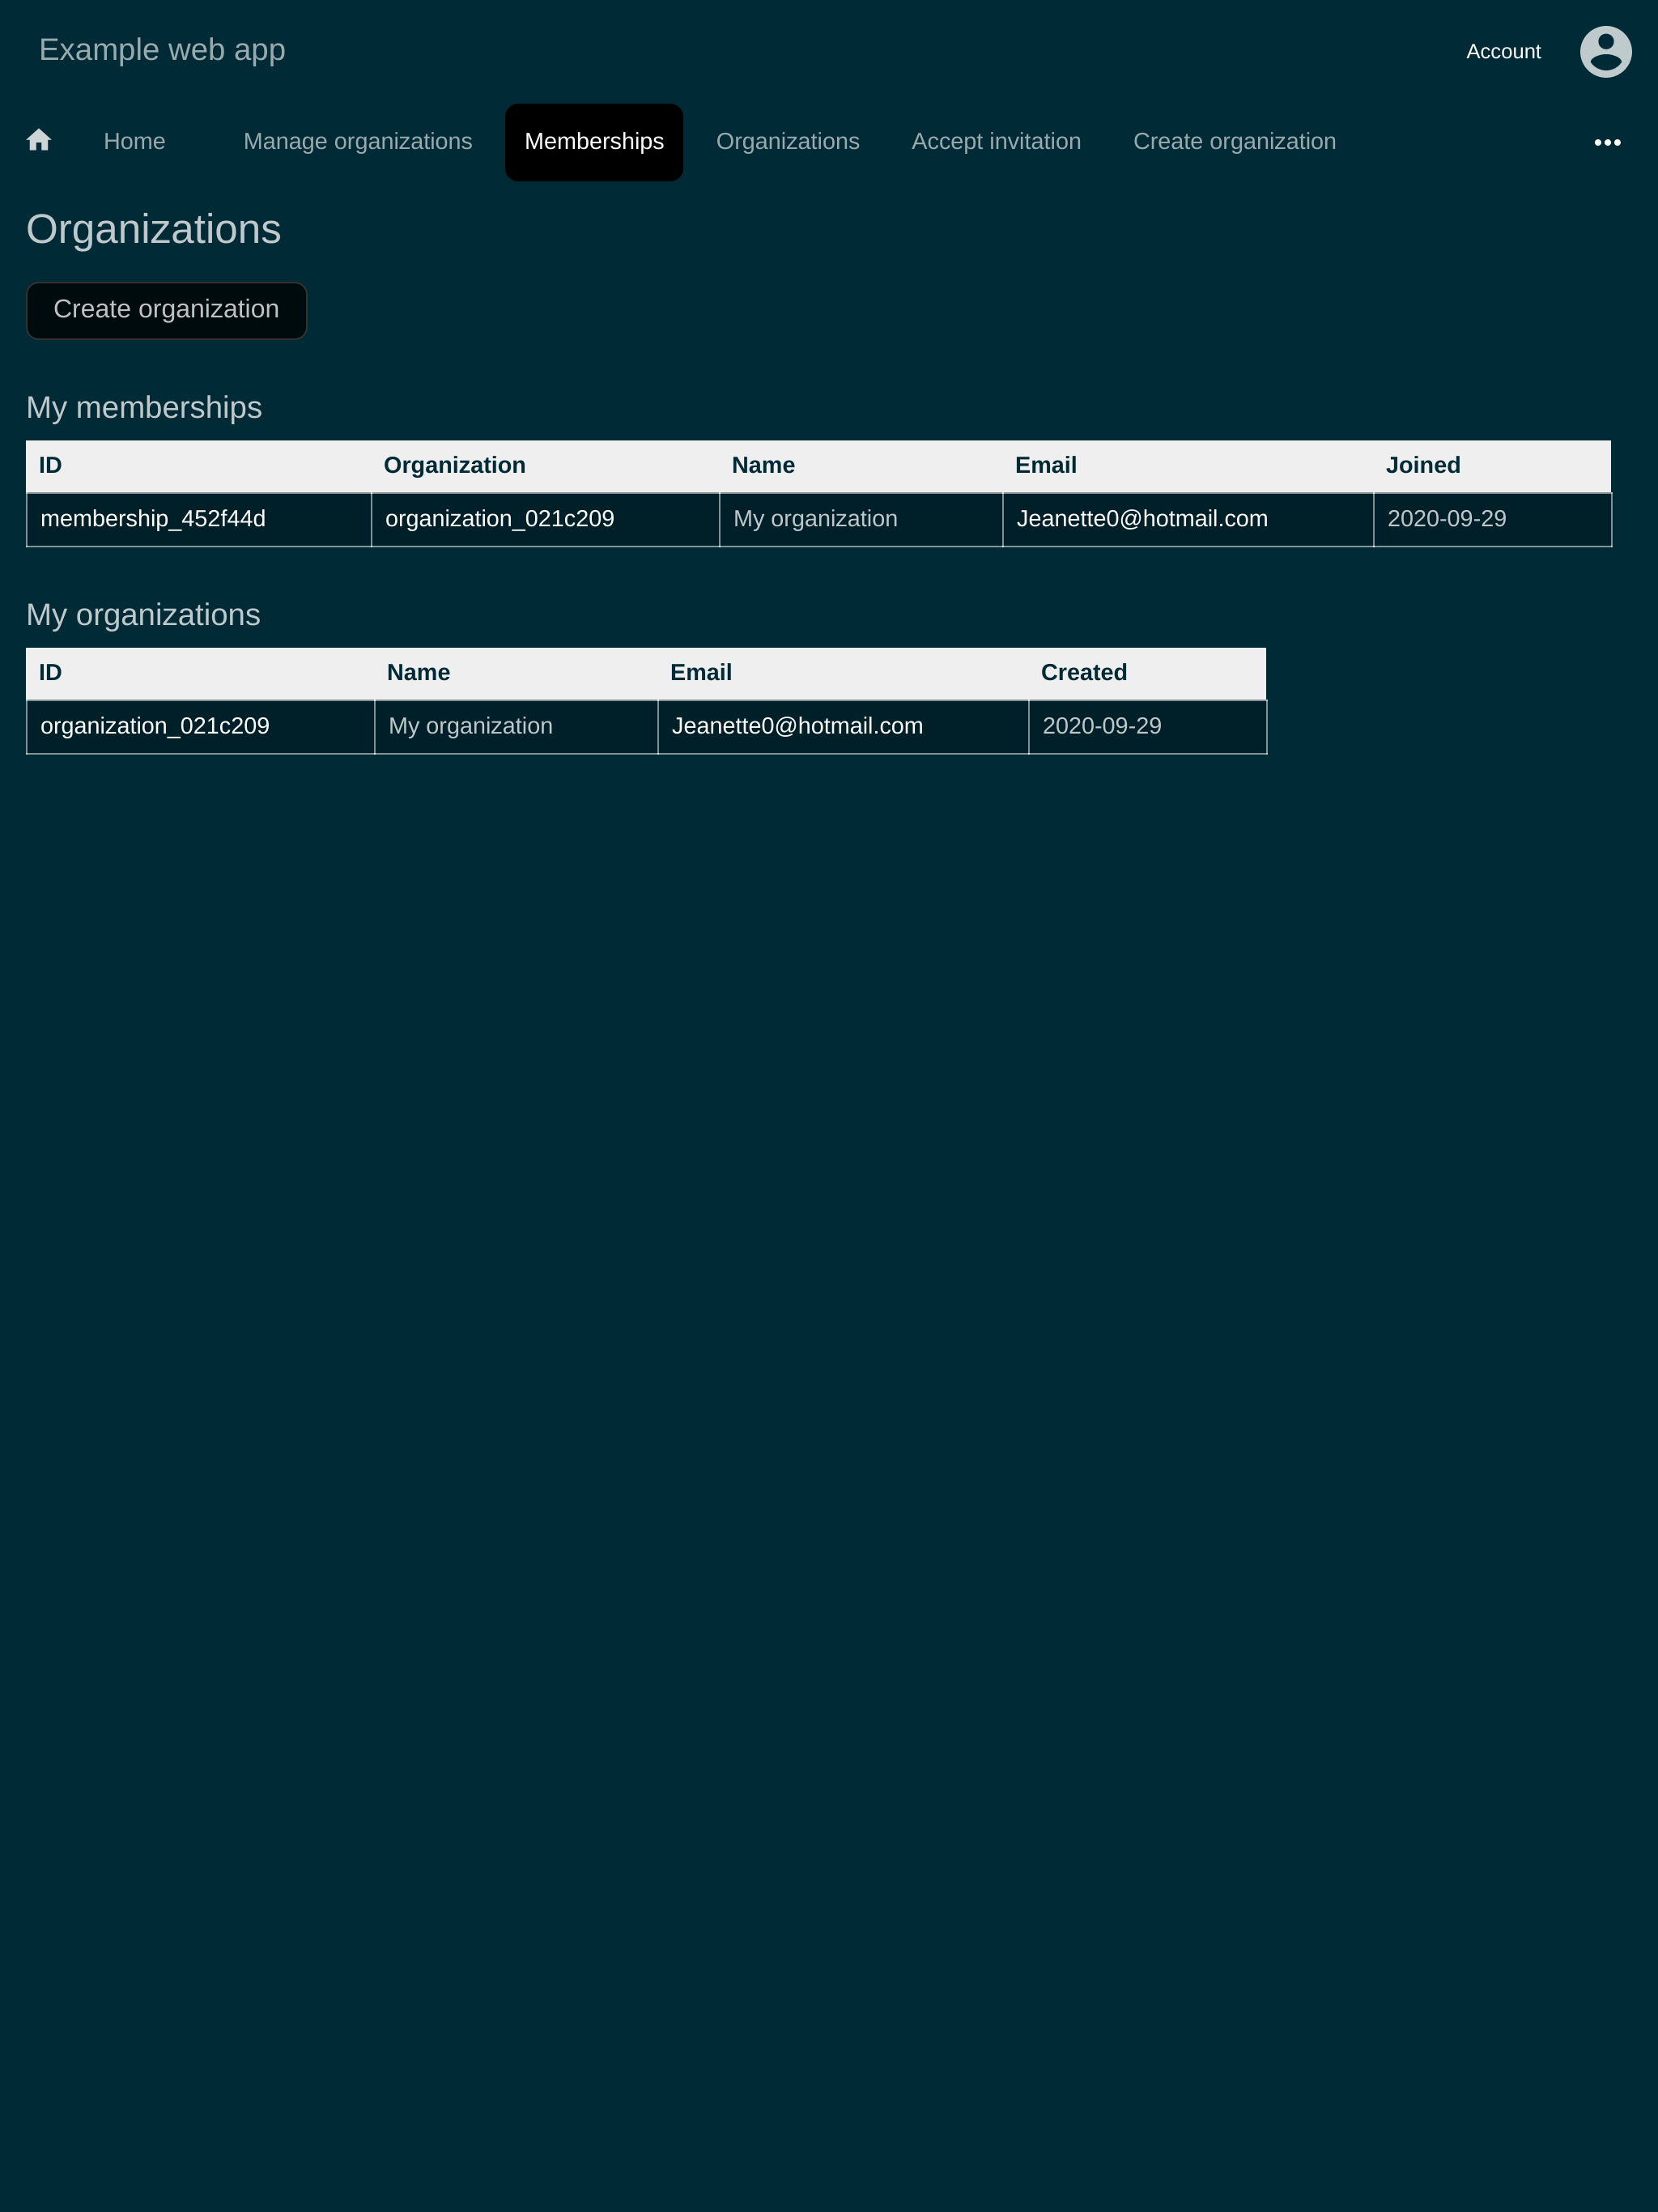 Example web app
Account
Home Manage organizations Memberships Organizations Accept invitation Create organization
Organizations
Create organization
My memberships
ID Organization Name Email Joined
membership_452f44d organization_021c209 My organization Jeanette0@hotmail.com 2020-09-29
My organizations
ID Name Email Created
organization_021c209 My organization Jeanette0@hotmail.com 2020-09-29